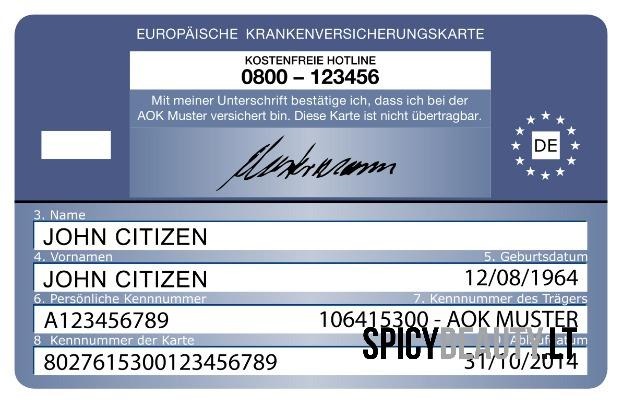 EUROPÄISCHE KRANKENVERSICHERUNGSKARTE
KOSTENFREIE HOTLINE
0800 – 123456
Mit meiner Unterschrift bestätige ich, dass ich bei der
AOK Muster versichert bin. Diese Karte ist nicht übertragbar.
Mustermann
DE
3. Name
JOHN CITIZEN
4. Vornamen 5. Geburtsdatum
JOHN CITIZEN 12/08/1964
6. Persönliche Kennnummer 7. Kennnummer des Trägers
A123456789 106415300 - AOK MUSTER
8 Kennnummer der Karte Ablaufdatum
8027615300123456789 31/10/2014
SPICYBEAUTY.LT